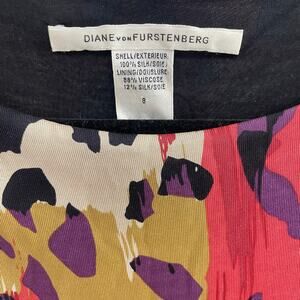 DIANE VON FURSTENBERG
SHELL/EXTERIEUR
100% SILK/SOIE
LINING/DOUBLURE
88% VISCOSE
12% SILK/SOIE
8